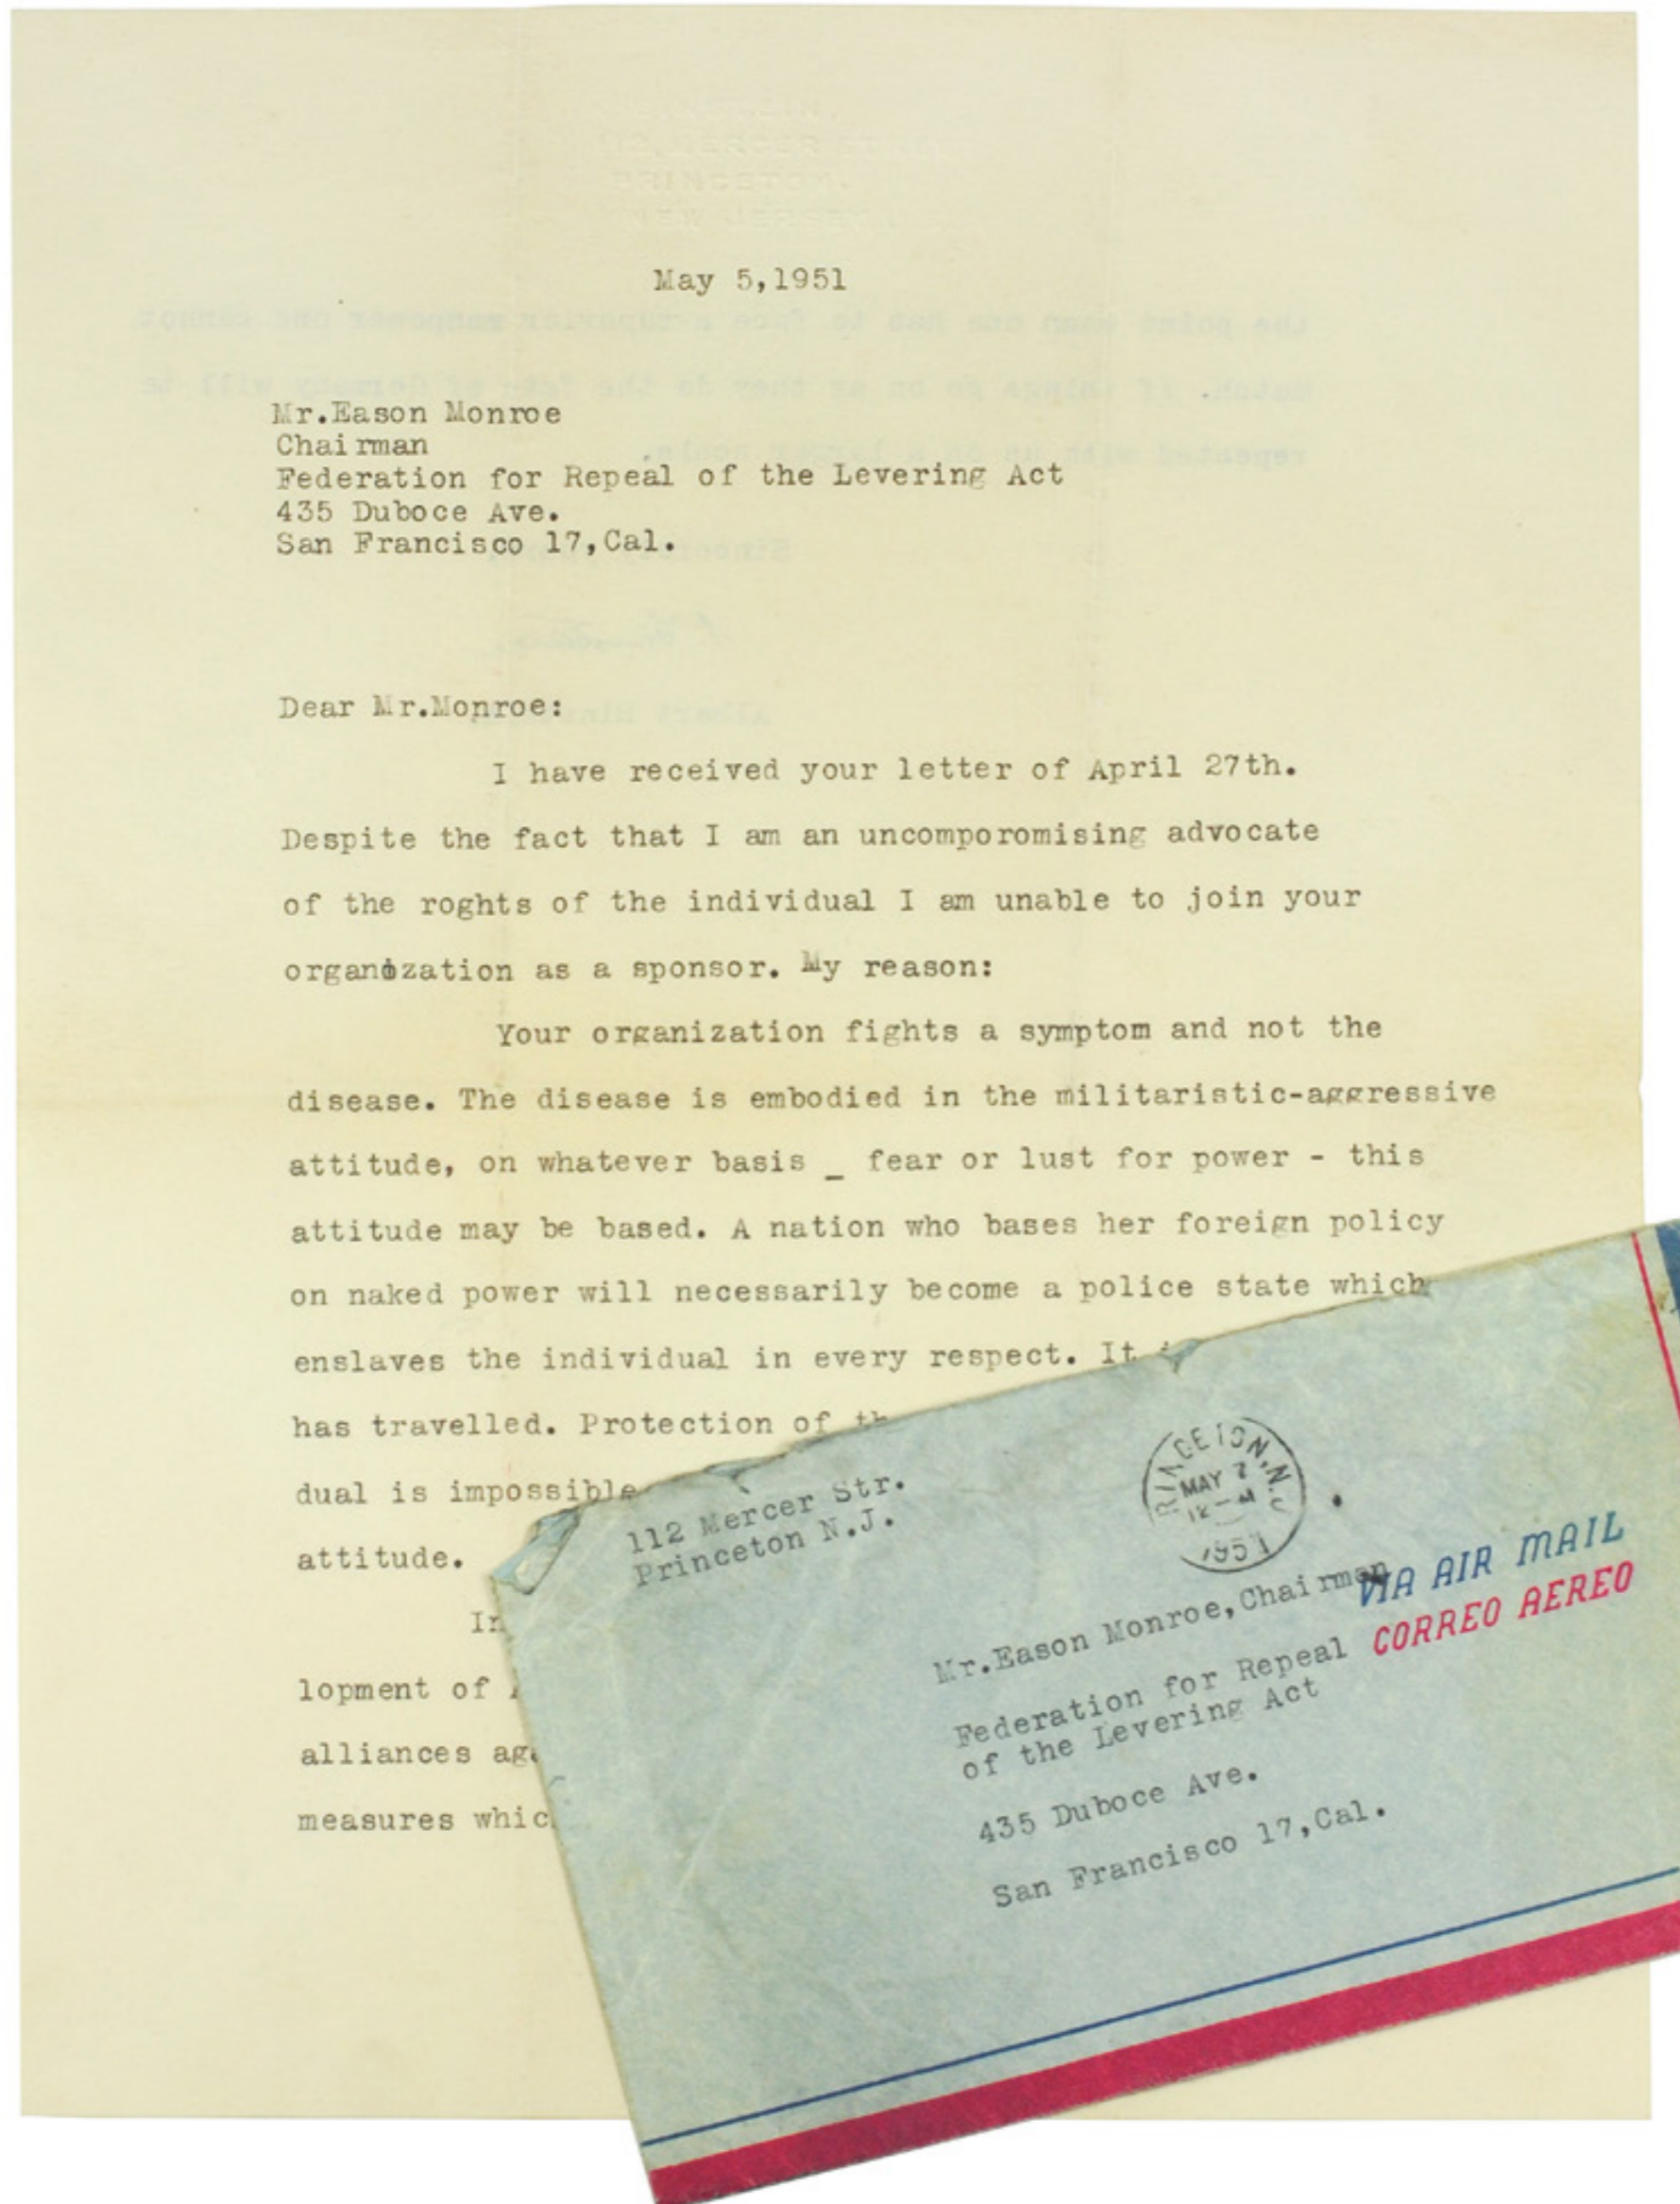 PRINCETON.
NEW JERSEY
May 5,1951
Mr.Eason Monroe
Chairman
Federation for Repeal of the Levering Act
435 Duboce Ave.
San Francisco 17,Cal.
Dear Mr.Monroe:
I have received your letter of April 27th.
Despite the fact that I am an uncomporomising advocate
of the roghts of the individual I am unable to join your
organization as a sponsor. My reason:
Your organization fights a symptom and not the
disease. The disease is embodied in the militaristic-aggressive
attitude, on whatever basis _ fear or lust for power - this
attitude may be based. A nation who bases her foreign policy
on naked power will necessarily become a police state which
enslaves the individual in every respect. It
has travelled. Protection of
dual is impossible
attitude.
lopment of
alliances
measures
112 Mercer Str.
Princeton N.J.
PRINCETON, N.J.
MAY 7
1951
VIA AIR MAIL
CORREO AEREO
Mr.Eason Monroe,Chairman
Federation for Repeal
of the Levering Act
435 Duboce Ave.
San Francisco 17,Cal.